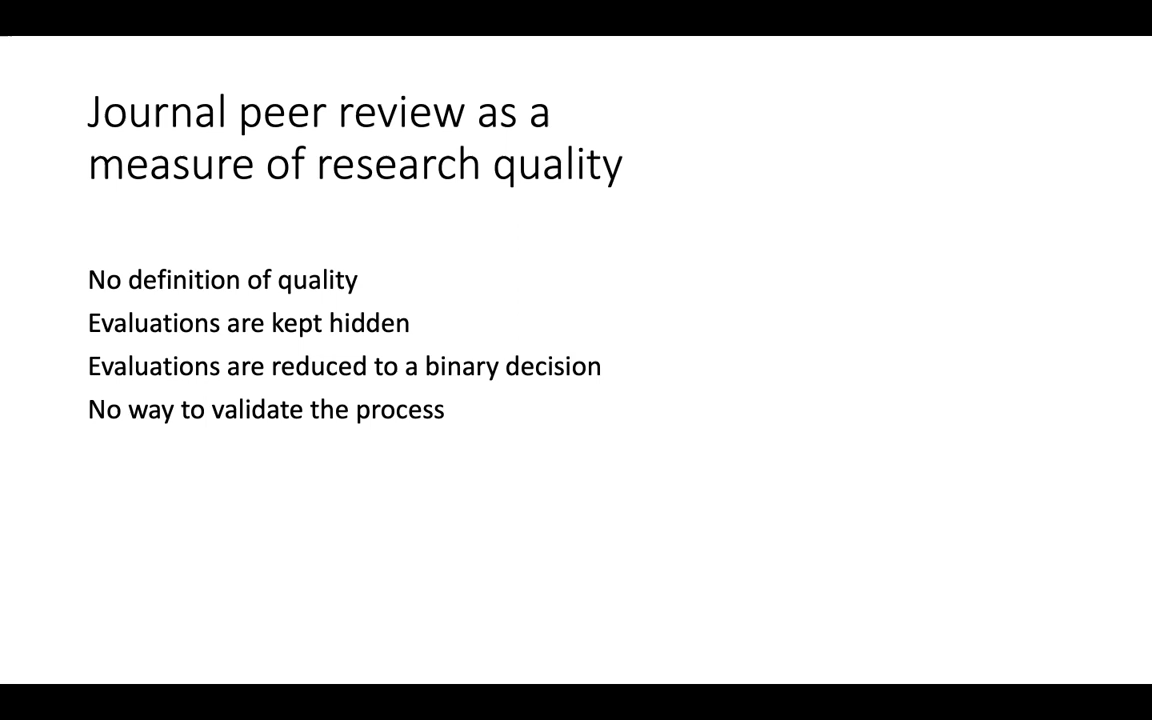 Journal peer review as a
measure of research quality
No definition of quality
Evaluations are kept hidden
Evaluations are reduced to a binary decision
No way to validate the process